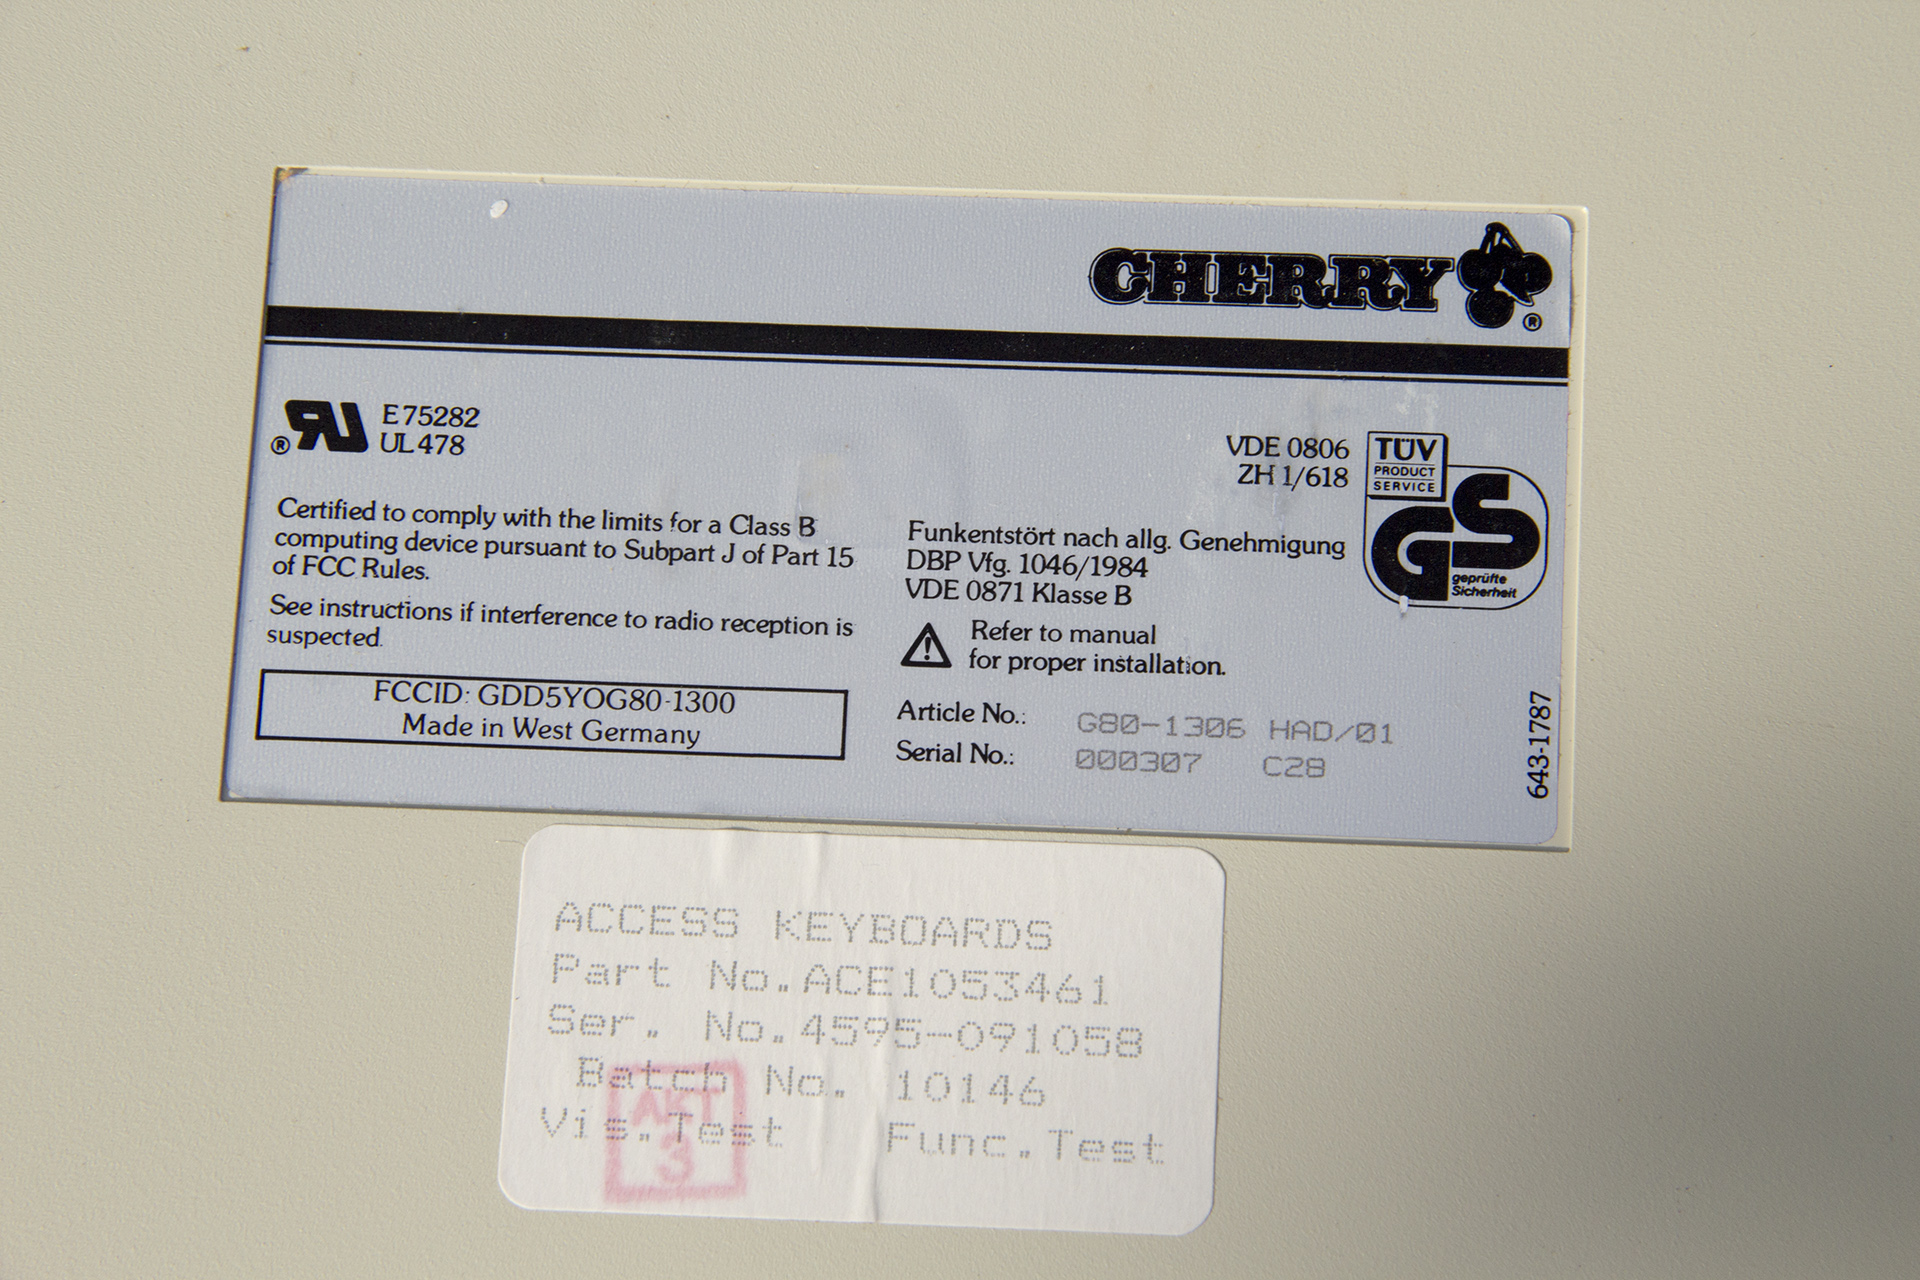 CHERRY
®
® RU E75282
UL 478
Certified to comply with the limits for a Class B
computing device pursuant to Subpart J of Part 15
of FCC Rules.
See instructions if interference to radio reception is
suspected.
FCCID: GDD5YOG80-1300
Made in West Germany
VDE 0806
ZH 1/618
TÜV
PRODUCT
SERVICE
GS
geprüfte
Sicherheit
Funkentstört nach allg. Genehmigung
DBP Vfg. 1046/1984
VDE 0871 Klasse B
Refer to manual
for proper installation.
Article No.: G80-1306 HAD/01
Serial No.: 000307 C28
643-1787
ACCESS KEYBOARDS
Part No.ACE1053461
Ser. No.4595-091058
Batch No. 10146
Vis.Test Func.Test
AKT
3